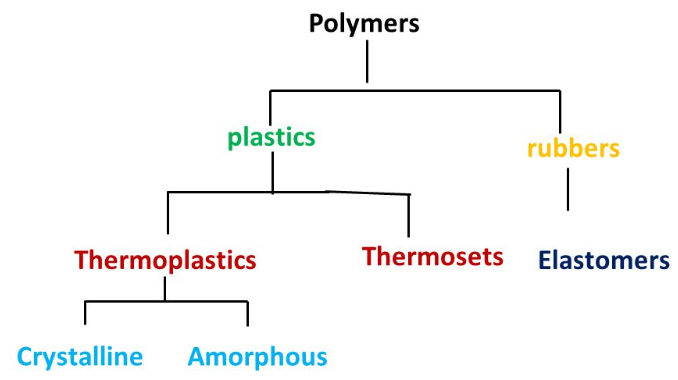 Polymers
plastics
rubbers
Thermoplastics
Thermosets
Elastomers
Crystalline
Amorphous